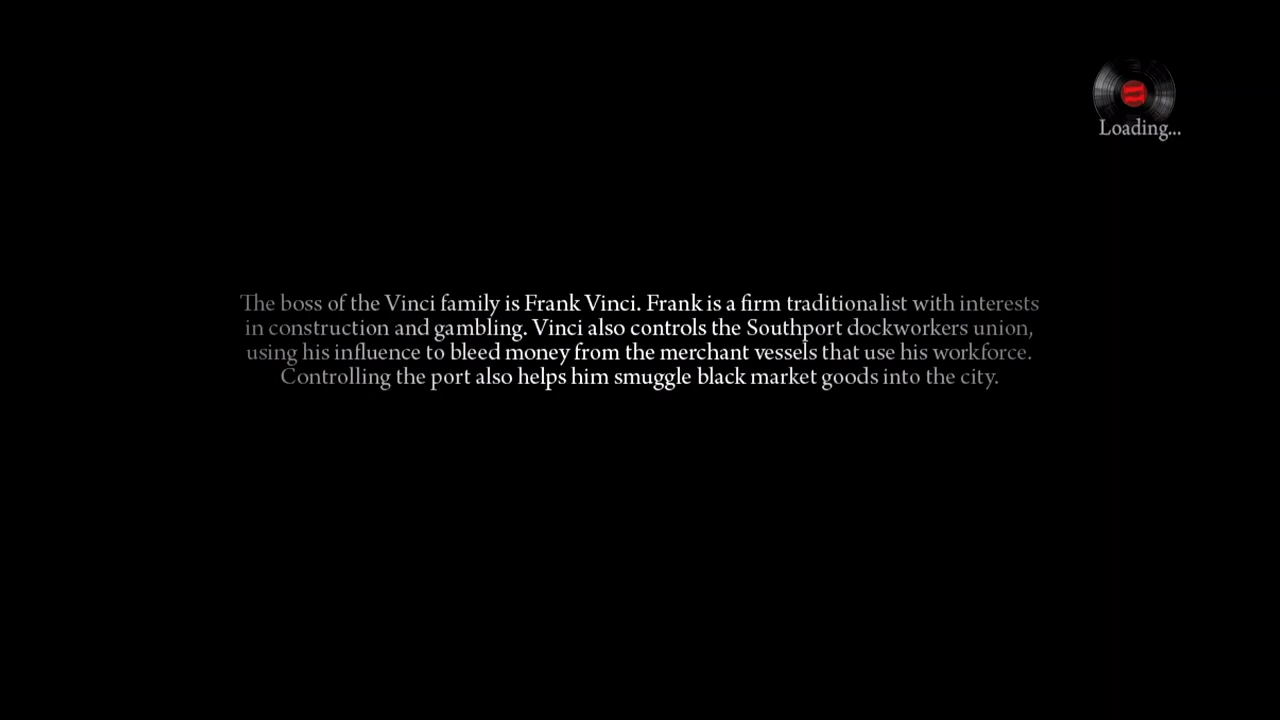 Loading...
The boss of the Vinci family is Frank Vinci. Frank is a firm traditionalist with interests
in construction and gambling. Vinci also controls the Southport dockworkers union,
using his influence to bleed money from the merchant vessels that use his workforce.
Controlling the port also helps him smuggle black market goods into the city.